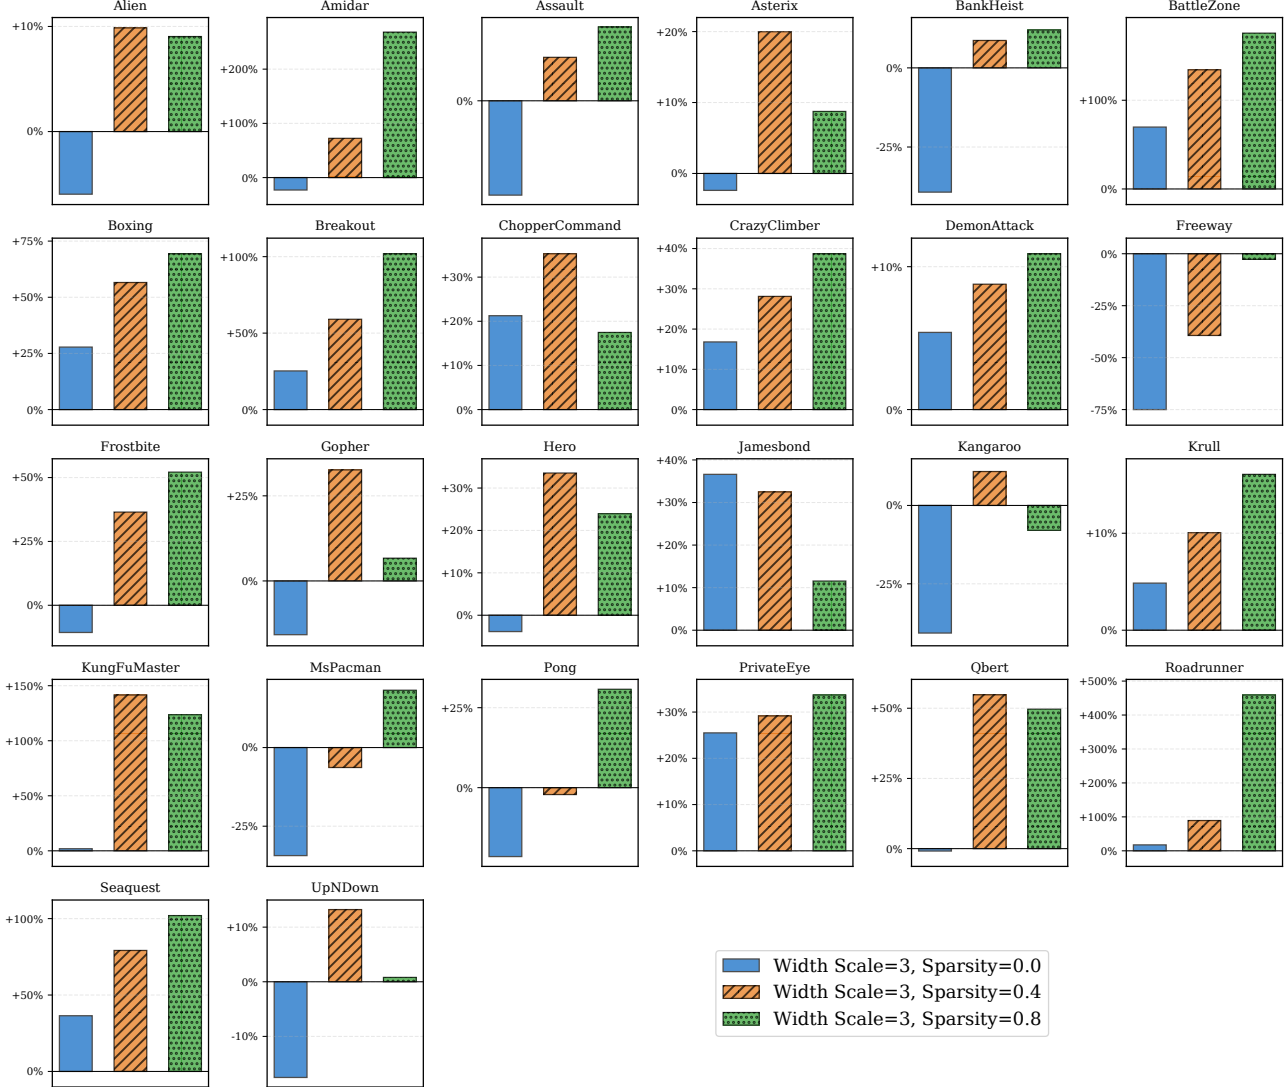 Alien
Amidar
Assault
Asterix
BankHeist
BattleZone
+10%
0%
+200%
+100%
0%
0%
+20%
+10%
0%
0%
-25%
+100%
0%
Boxing
Breakout
ChopperCommand
CrazyClimber
DemonAttack
Freeway
+75%
+50%
+25%
0%
+100%
+50%
0%
+30%
+20%
+10%
0%
+40%
+30%
+20%
+10%
0%
+10%
0%
0%
-25%
-50%
-75%
Frostbite
Gopher
Hero
Jamesbond
Kangaroo
Krull
+50%
+25%
0%
+25%
0%
+30%
+20%
+10%
0%
+40%
+30%
+20%
+10%
0%
0%
-25%
+10%
0%
KungFuMaster
MsPacman
Pong
PrivateEye
Qbert
Roadrunner
+150%
+100%
+50%
0%
0%
-25%
+25%
0%
+30%
+20%
+10%
0%
+50%
+25%
0%
+500%
+400%
+300%
+200%
+100%
0%
Seaquest
UpNDown
+100%
+50%
0%
+10%
0%
-10%
Width Scale=3, Sparsity=0.0
Width Scale=3, Sparsity=0.4
Width Scale=3, Sparsity=0.8